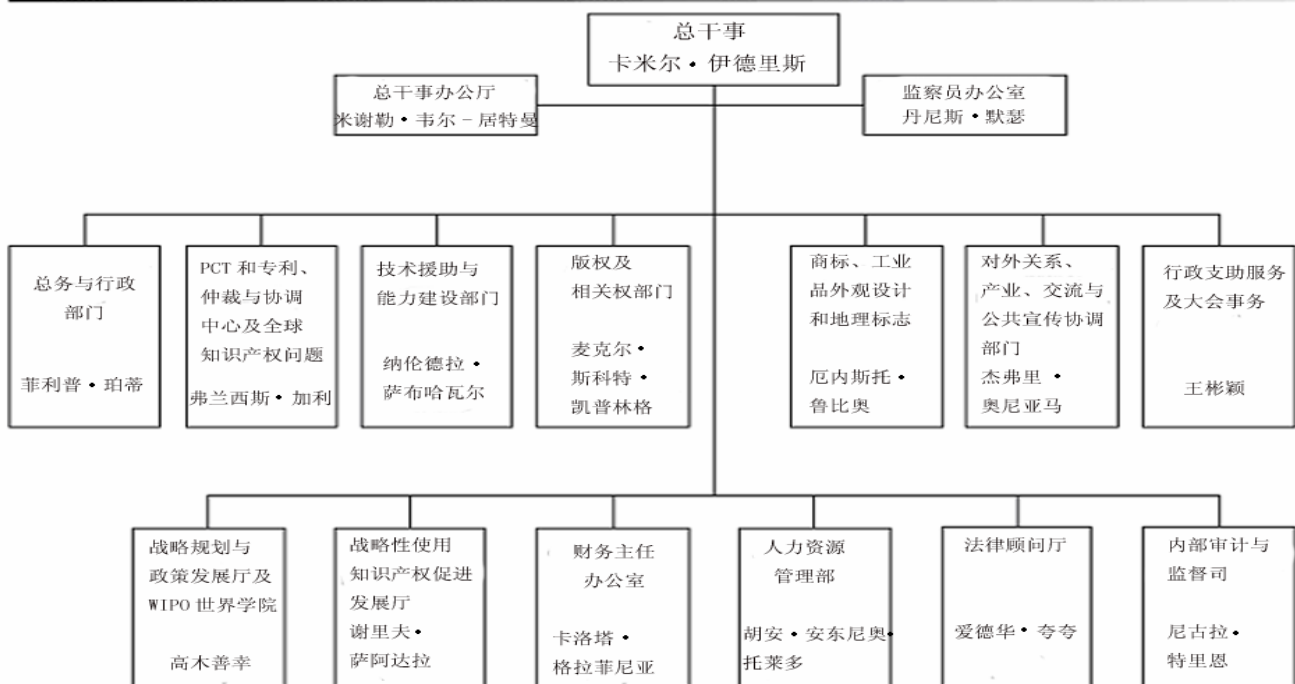 总干事
卡米尔•伊德里斯
总干事办公厅
米谢勒•韦尔－居特曼
监察员办公室
丹尼斯•默瑟
总务与行政
部门
菲利普•珀蒂
PCT 和专利、
仲裁与协调
中心及全球
知识产权问题
弗兰西斯•加利
技术援助与
能力建设部门
纳伦德拉•
萨布哈瓦尔
版权及
相关权部门
麦克尔•
斯科特•
凯普林格
商标、工业
品外观设计
和地理标志
厄内斯托•
鲁比奥
对外关系、
产业、交流与
公共宣传协调
部门
杰弗里•
奥尼亚马
行政支助服务
及大会事务
王彬颖
战略规划与
政策发展厅及
WIPO 世界学院
高木善幸
战略性使用
知识产权促进
发展厅
谢里夫•
萨阿达拉
财务主任
办公室
卡洛塔•
格拉菲尼亚
人力资源
管理部
胡安•安东尼奥•
托莱多
法律顾问厅
爱德华•夸夸
内部审计与
监督司
尼古拉•
特里恩